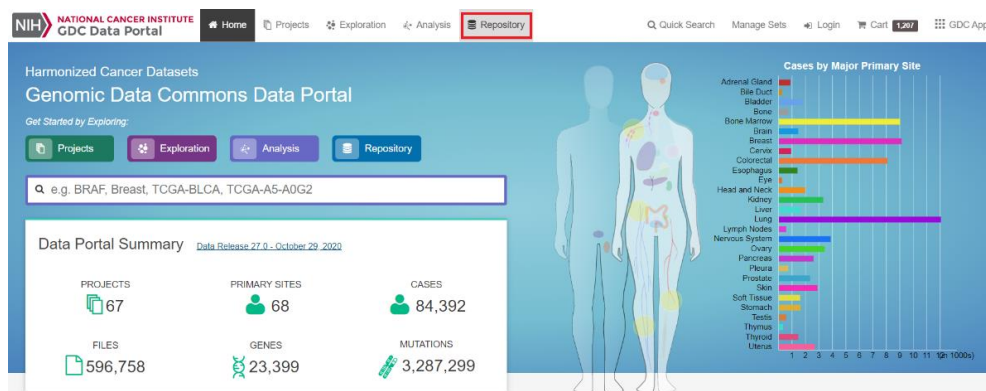 NIH NATIONAL CANCER INSTITUTE
GDC Data Portal
Home Projects Exploration Analysis Repository Quick Search Manage Sets Login Cart 1,207 GDC App
Harmonized Cancer Datasets
Genomic Data Commons Data Portal
Get Started by Exploring:
Projects Exploration Analysis Repository
e.g. BRAF, Breast, TCGA-BLCA, TCGA-A5-A0G2
Data Portal Summary Data Release 27.0 - October 29, 2020
PROJECTS PRIMARY SITES CASES
67 68 84,392
FILES GENES MUTATIONS
596,758 23,399 3,287,299
Cases by Major Primary Site
Adrenal Gland
Bile Duct
Bladder
Bone
Bone Marrow
Brain
Breast
Cervix
Colorectal
Esophagus
Eye
Head and Neck
Kidney
Liver
Lung
Lymph Nodes
Nervous System
Ovary
Pancreas
Pleura
Prostate
Skin
Soft Tissue
Stomach
Testis
Thymus
Thyroid
Uterus
1 2 3 4 5 6 7 8 9 10 11 12 (in 1000s)